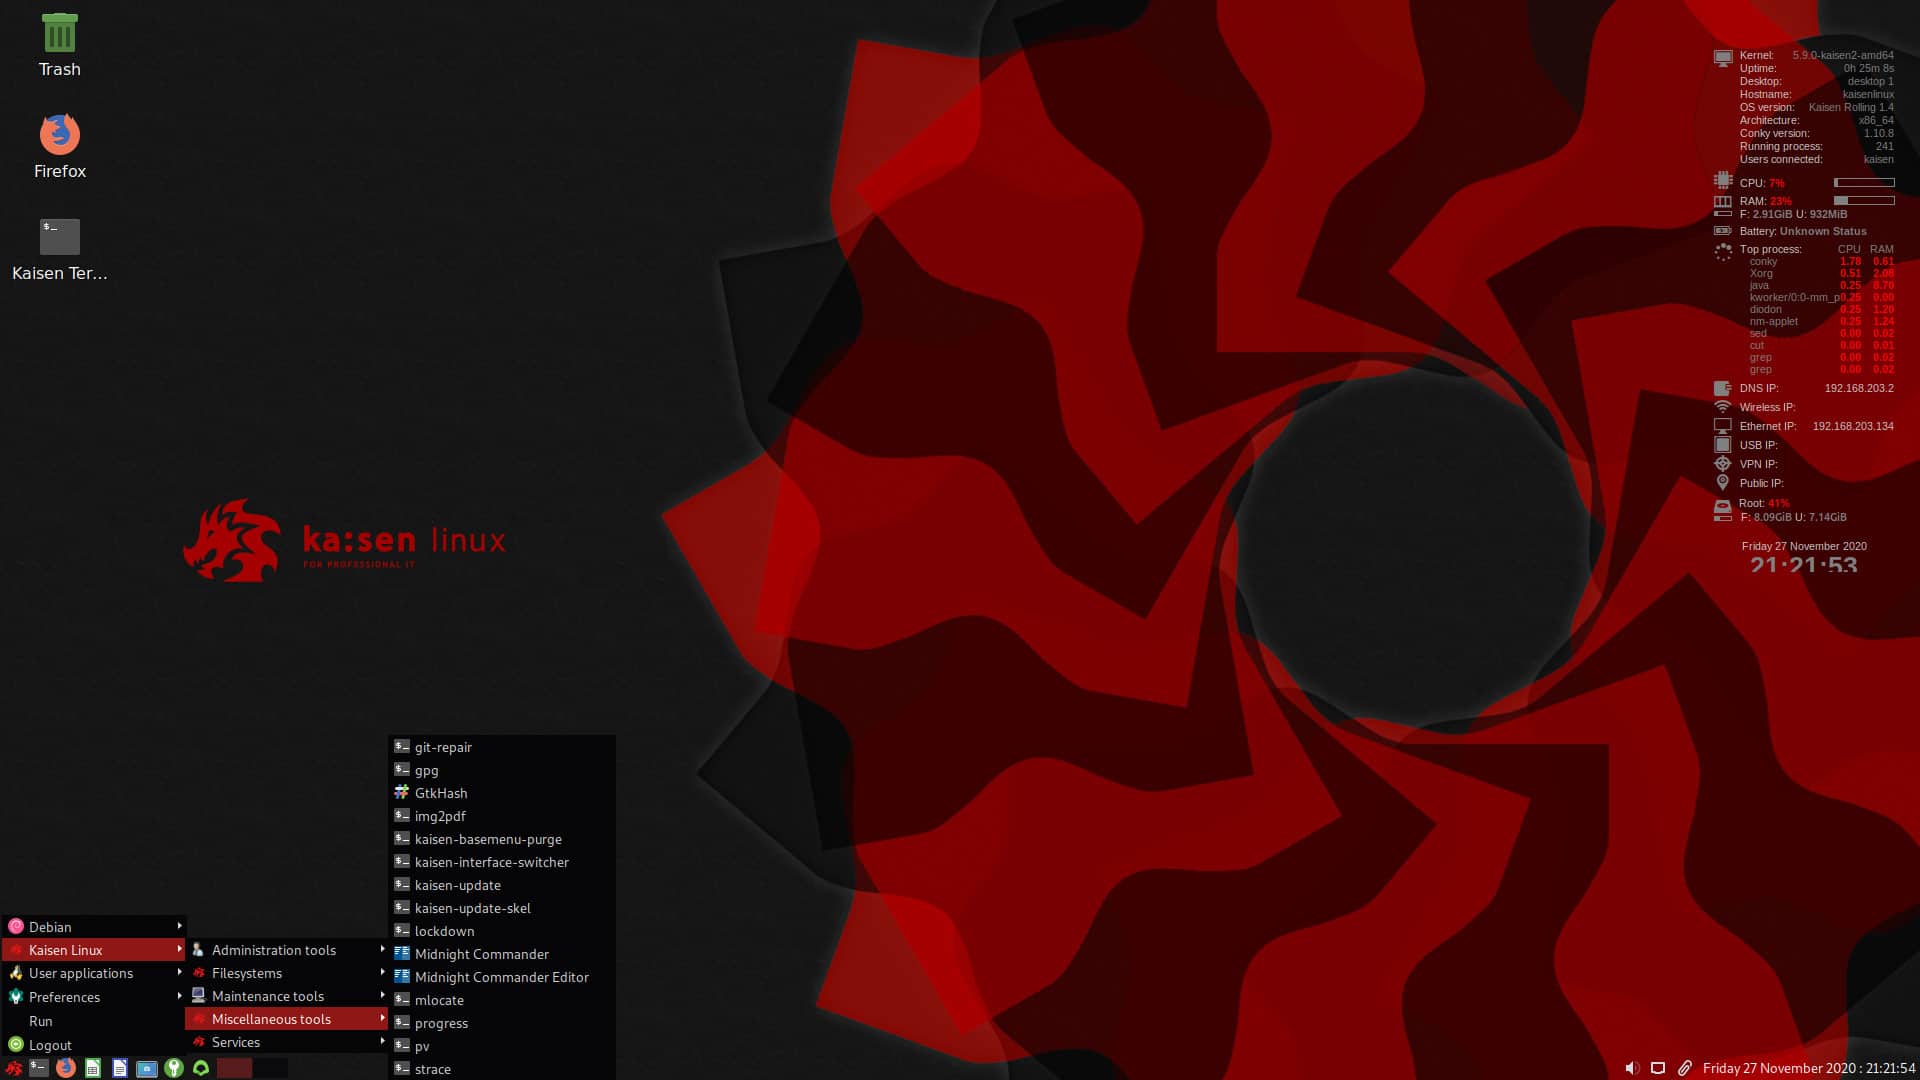 Trash
Firefox
Kaisen Ter...
ka:sen linux
FOR PROFESSIONAL IT
Kernel: 5.9.0-kaisen2-amd64
Uptime: 0h 25m 8s
Desktop: desktop 1
Hostname: kaisenlinux
OS version: Kaisen Rolling 1.4
Architecture: x86_64
Conky version: 1.10.8
Running process: 241
Users connected: kaisen
CPU: 7%
RAM: 23%
F: 2.91GiB U: 932MiB
Battery: Unknown Status
Top process: CPU RAM
conky 1.78 0.61
Xorg 0.51 2.08
java 0.25 8.70
kworker/0:0-mm_p 0.25 0.00
diodon 0.25 1.20
nm-applet 0.25 1.24
sed 0.00 0.02
cut 0.00 0.01
grep 0.00 0.02
grep 0.00 0.02
DNS IP: 192.168.203.2
Wireless IP:
Ethernet IP: 192.168.203.134
USB IP:
VPN IP:
Public IP:
Root: 41%
F: 8.09GiB U: 7.14GiB
Friday 27 November 2020
21:21:53
Debian
Kaisen Linux
User applications
Preferences
Run
Logout
Administration tools
Filesystems
Maintenance tools
Miscellaneous tools
Services
git-repair
gpg
GtkHash
img2pdf
kaisen-basemenu-purge
kaisen-interface-switcher
kaisen-update
kaisen-update-skel
lockdown
Midnight Commander
Midnight Commander Editor
mlocate
progress
pv
strace
Friday 27 November 2020 : 21:21:54